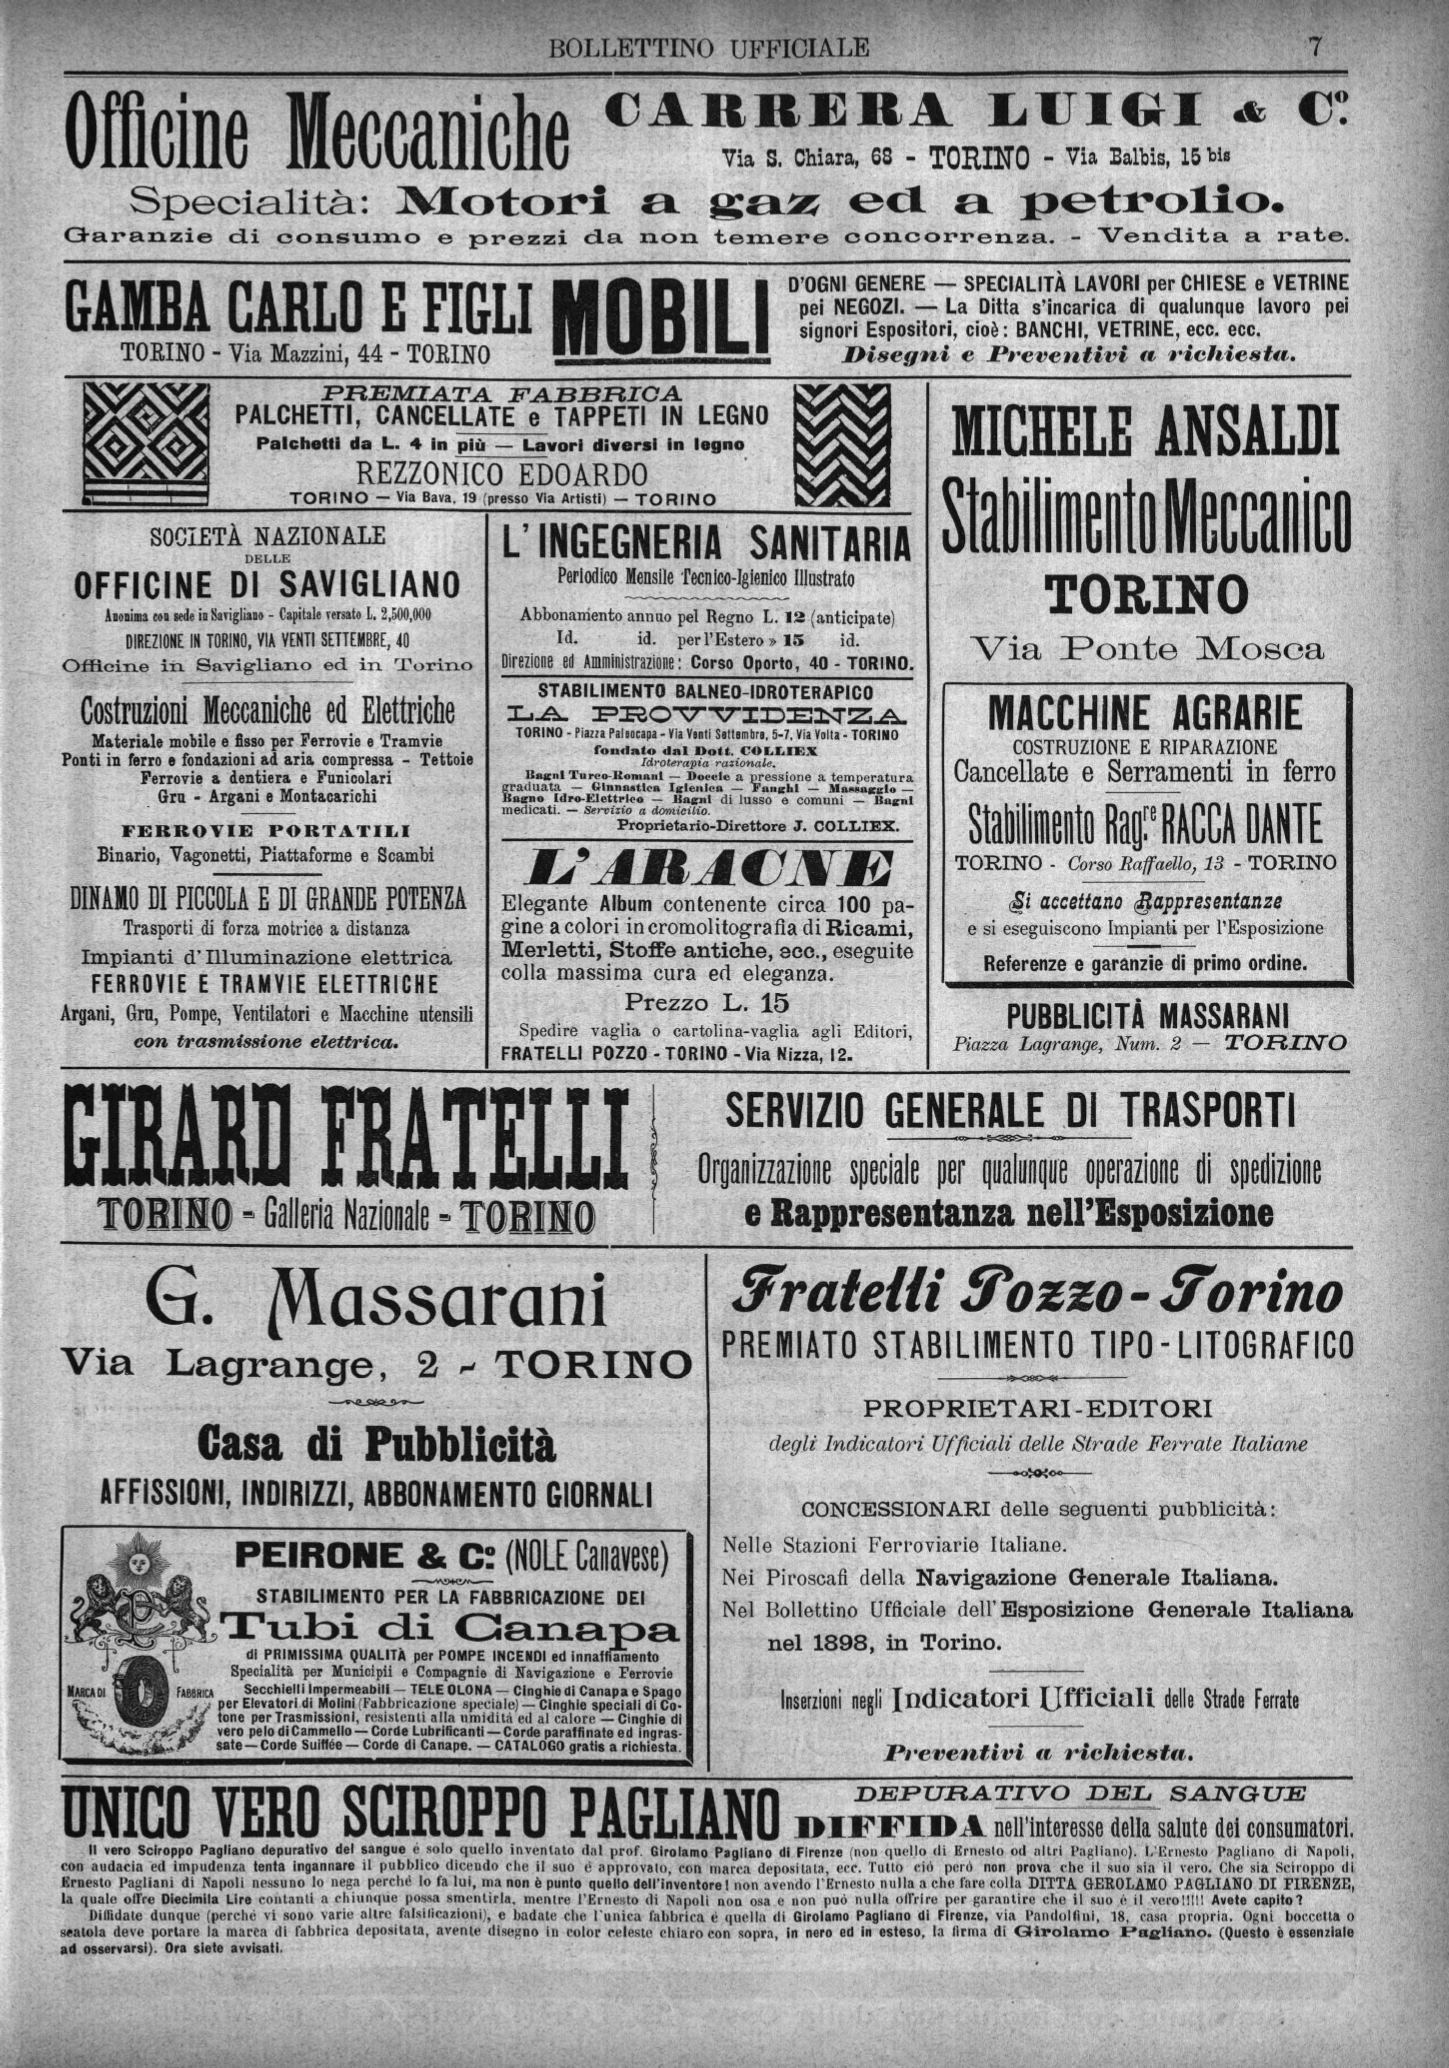 BOLLETTINO UFFICIALE
7
Officine Meccaniche
CARRERA LUIGI & Cº.
Via S. Chiara, 68 - TORINO - Via Balbis, 15 bis
Specialità: Motori a gaz ed a petrolio.
Garanzie di consumo e prezzi da non temere concorrenza. - Vendita a rate.
GAMBA CARLO E FIGLI
TORINO - Via Mazzini, 44 - TORINO
MOBILI
D'OGNI GENERE — SPECIALITÀ LAVORI per CHIESE e VETRINE
pei NEGOZI. — La Ditta s'incarica di qualunque lavoro pei
signori Espositori, cioè: BANCHI, VETRINE, ecc. ecc.
Disegni e Preventivi a richiesta.
PREMIATA FABBRICA
PALCHETTI, CANCELLATE e TAPPETI IN LEGNO
Palchetti da L. 4 in più — Lavori diversi in legno
REZZONICO EDOARDO
TORINO — Via Bava, 19 (presso Via Artisti) — TORINO
SOCIETÀ NAZIONALE
DELLE
OFFICINE DI SAVIGLIANO
Anonima con sede in Savigliano - Capitale versato L. 2,500,000
DIREZIONE IN TORINO, VIA VENTI SETTEMBRE, 40
Officine in Savigliano ed in Torino
Costruzioni Meccaniche ed Elettriche
Materiale mobile e fisso per Ferrovie e Tramvie
Ponti in ferro e fondazioni ad aria compressa - Tettoie
Ferrovie a dentiera e Funicolari
Gru - Argani e Montacarichi
FERROVIE PORTATILI
Binario, Vagonetti, Piattaforme e Scambi
DINAMO DI PICCOLA E DI GRANDE POTENZA
Trasporti di forza motrice a distanza
Impianti d'Illuminazione elettrica
FERROVIE E TRAMVIE ELETTRICHE
Argani, Gru, Pompe, Ventilatori e Macchine utensili
con trasmissione elettrica.
L'INGEGNERIA SANITARIA
Periodico Mensile Tecnico-Igienico Illustrato
Abbonamento annuo pel Regno L. 12 (anticipate)
Id. id. per l'Estero » 15 id.
Direzione ed Amministrazione: Corso Oporto, 40 - TORINO.
STABILIMENTO BALNEO-IDROTERAPICO
LA PROVVIDENZA
TORINO - Piazza Paleocapa - Via Venti Settembre, 5-7, Via Volta - TORINO
fondato dal Dott. COLLIEX
Idroterapia razionale.
Bagni Turco-Romani — Doccie a pressione a temperatura
graduata — Ginnastica Igienica — Fanghi — Massaggio —
Bagno Idro-Elettrico — Bagni di lusso e comuni — Bagni
medicati. — Servizio a domicilio.
Proprietario-Direttore J. COLLIEX.
L'ARACNE
Elegante Album contenente circa 100 pa-
gine a colori in cromolitografia di Ricami,
Merletti, Stoffe antiche, ecc., eseguite
colla massima cura ed eleganza.
Prezzo L. 15
Spedire vaglia o cartolina-vaglia agli Editori,
FRATELLI POZZO - TORINO - Via Nizza, 12.
MICHELE ANSALDI
Stabilimento Meccanico
TORINO
Via Ponte Mosca
MACCHINE AGRARIE
COSTRUZIONE E RIPARAZIONE
Cancellate e Serramenti in ferro
Stabilimento Rag.re RACCA DANTE
TORINO - Corso Raffaello, 13 - TORINO
Si accettano Rappresentanze
e si eseguiscono Impianti per l'Esposizione
Referenze e garanzie di primo ordine.
PUBBLICITÀ MASSARANI
Piazza Lagrange, Num. 2 — TORINO
GIRARD FRATELLI
TORINO - Galleria Nazionale - TORINO
SERVIZIO GENERALE DI TRASPORTI
Organizzazione speciale per qualunque operazione di spedizione
e Rappresentanza nell'Esposizione
G. Massarani
Via Lagrange, 2 - TORINO
Casa di Pubblicità
AFFISSIONI, INDIRIZZI, ABBONAMENTO GIORNALI
MARCA DI FABBRICA
PEIRONE & Cº. (NOLE Canavese)
STABILIMENTO PER LA FABBRICAZIONE DEI
Tubi di Canapa
di PRIMISSIMA QUALITÀ per POMPE INCENDI ed innaffiamento
Specialità per Municipii e Compagnie di Navigazione e Ferrovie
Secchielli Impermeabili — TELE OLONA — Cinghie di Canapa e Spago
per Elevatori di Molini (Fabbricazione speciale) — Cinghie speciali di Co-
tone per Trasmissioni, resistenti alla umidità ed al calore — Cinghie di
vero pelo di Cammello — Corde Lubrificanti — Corde paraffinate ed ingras-
sate — Corde Suiffée — Corde di Canape. — CATALOGO gratis a richiesta.
Fratelli Pozzo - Torino
PREMIATO STABILIMENTO TIPO-LITOGRAFICO
PROPRIETARI-EDITORI
degli Indicatori Ufficiali delle Strade Ferrate Italiane
CONCESSIONARI delle seguenti pubblicità:
Nelle Stazioni Ferroviarie Italiane.
Nei Piroscafi della Navigazione Generale Italiana.
Nel Bollettino Ufficiale dell'Esposizione Generale Italiana
nel 1898, in Torino.
Inserzioni negli Indicatori Ufficiali delle Strade Ferrate
Preventivi a richiesta.
UNICO VERO SCIROPPO PAGLIANO
DEPURATIVO DEL SANGUE
DIFFIDA nell'interesse della salute dei consumatori.
Il vero Sciroppo Pagliano depurativo del sangue è solo quello inventato dal prof. Girolamo Pagliano di Firenze (non quello di Ernesto od altri Pagliano). L'Ernesto Pagliano di Napoli,
con audacia ed impudenza tenta ingannare il pubblico dicendo che il suo è approvato, con marca depositata, ecc. Tutto ciò però non prova che il suo sia il vero. Che sia Sciroppo di
Ernesto Pagliani di Napoli nessuno lo nega perché lo fa lui, ma non è punto quello dell'inventore! non avendo l'Ernesto nulla a che fare colla DITTA GEROLAMO PAGLIANO DI FIRENZE,
la quale offre Diecimila Lire contanti a chiunque possa smentirla, mentre l'Ernesto di Napoli non osa e non può nulla offrire per garantire che il suo è il vero!!!!! Avete capito?
Diffidate dunque (perché vi sono varie altre falsificazioni), e badate che l'unica fabbrica è quella di Girolamo Pagliano di Firenze, via Pandolfini, 18, casa propria. Ogni boccetta o
scatola deve portare la marca di fabbrica depositata, avente disegno in color celeste chiaro con sopra, in nero ed in esteso, la firma di Girolamo Pagliano. (Questo è essenziale
ad osservarsi). Ora siete avvisati.